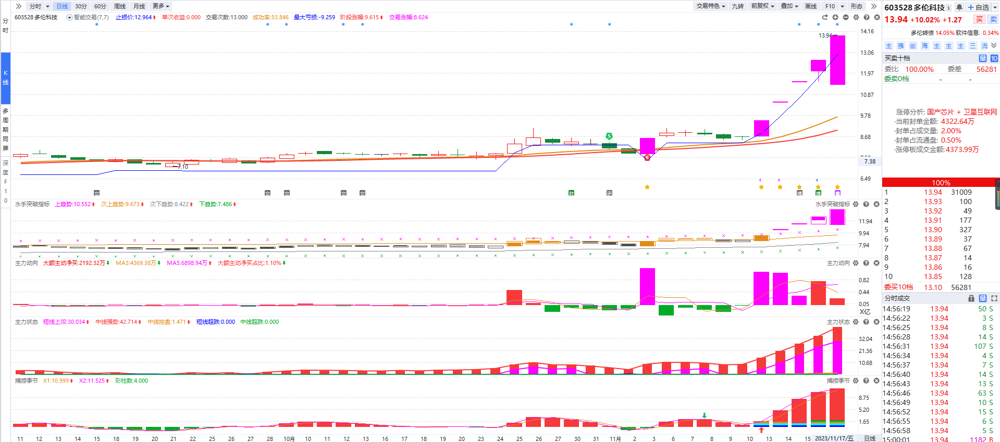 分时 日线 30分 60分 周线 月线 更多 交易特色 九转 前复权 叠加 画线 F10 形态
603528多伦科技 智能交易(7,7) 止损价:12.964 单次收益:0.000 交易次数:13.000 成功率:53.846 最大亏损:-9.259 阶段涨幅:9.615 交易涨幅:8.624
分时
K线
多周期同屏
深度F10
13.94
7.10
14.16
13.06
11.97
10.87
9.78
8.68
7.38
6.49
水手突破指标 上趋势:10.552 次上趋势:9.673 次下趋势:8.422 下趋势:7.486 水手突破指标
11.94
9.94
7.94
主力动向 大额主动净买:2192.32万 MA3:4369.38万 MA5:6898.94万 大额主动净买占比:1.10% 主力动向
0.82
0.44
0.05
X亿
主力状态 短线上攻:30.034 中线强势:42.714 中线控盘:1.471 短线超跌:0.000 中线超跌:0.000 主力状态
32.04
21.36
10.68
捕捞季节 X1:10.999 X2:11.525 彩柱数:4.000 捕捞季节
8.75
5.20
1.65
11 12 13 14 15 18 19 20 21 22 25 26 27 28 10月 10 11 12 13 16 17 18 19 20 23 24 25 26 27 30 31 11月 2 3 6 7 8 9 10 13 14 15 2023/11/17/五 日线
603528多伦科技 +自选
13.94 +10.02% +1.27 买 卖
多伦转债 14.05% 软件信息: 0.34%
主 强 创 海 主 主 主 三 流
买卖十档 量 10
委比 100.00% 委差 56281
委卖0档 - -
涨停分析: 国产芯片 + 卫星互联网
·当前封单金额: 4322.64万
·封单占成交量: 2.00%
·封单占流通盘: 0.50%
·涨停板成交金额: 4373.99万
100%
1 13.94 31009
2 13.93 100
3 13.92 49
4 13.91 177
5 13.90 327
6 13.89 37
7 13.88 67
8 13.87 14
9 13.86 16
10 13.85 128
委买10档 13.10 56281
分时成交 量
14:56:19 13.94 50 S
14:56:22 13.94 3 S
14:56:25 13.94 8 S
14:56:28 13.94 14 S
14:56:31 13.94 107 S
14:56:34 13.94 4 S
14:56:37 13.94 7 S
14:56:40 13.94 14 S
14:56:43 13.94 13 S
14:56:46 13.94 63 S
14:56:49 13.94 10 S
14:56:52 13.94 15 S
14:56:55 13.94 6 S
14:56:58 13.94 5 S
15:00:01 13.94 1182 B